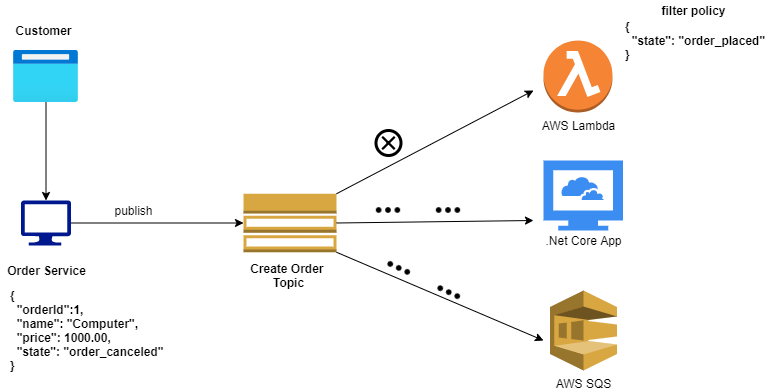 Customer
filter policy
{
"state": "order_placed"
}
AWS Lambda
publish
.Net Core App
Order Service
Create Order
Topic
{
"orderId":1,
"name": "Computer",
"price": 1000.00,
"state": "order_canceled"
}
AWS SQS